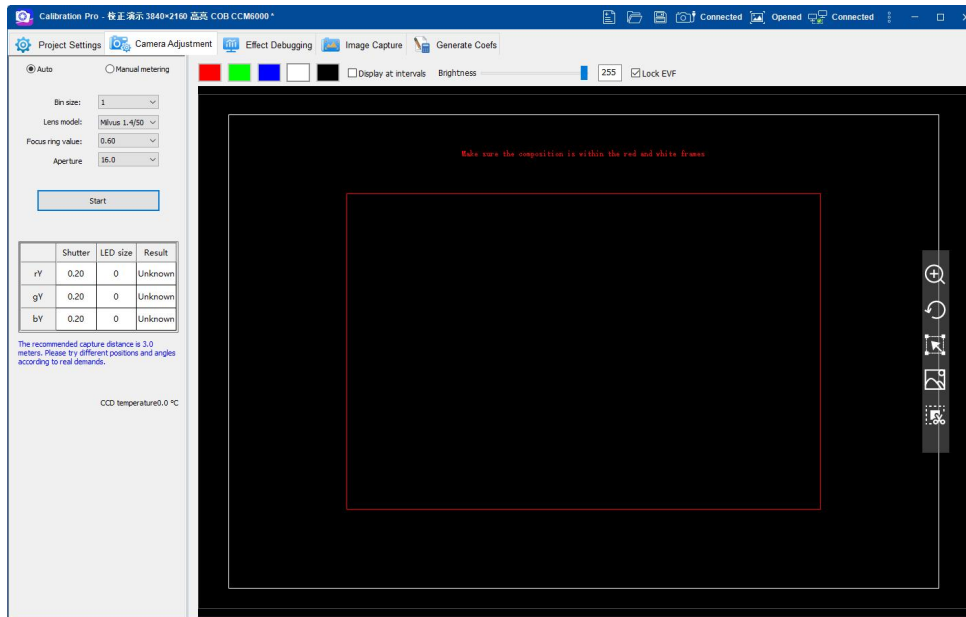 Calibration Pro - 校正演示 3840×2160 高亮 COB CCM6000 *
Connected Opened Connected
Project Settings Camera Adjustment Effect Debugging Image Capture Generate Coefs
Auto Manual metering
Display at intervals Brightness 255 Lock EVF
Bin size: 1
Lens model: Milvus 1.4/50
Focus ring value: 0.60
Aperture 16.0
Start
Make sure the composition is within the red and white frames
Shutter LED size Result
rY 0.20 0 Unknown
gY 0.20 0 Unknown
bY 0.20 0 Unknown
The recommended capture distance is 3.0
meters. Please try different positions and angles
according to real demands.
CCD temperature0.0 °C